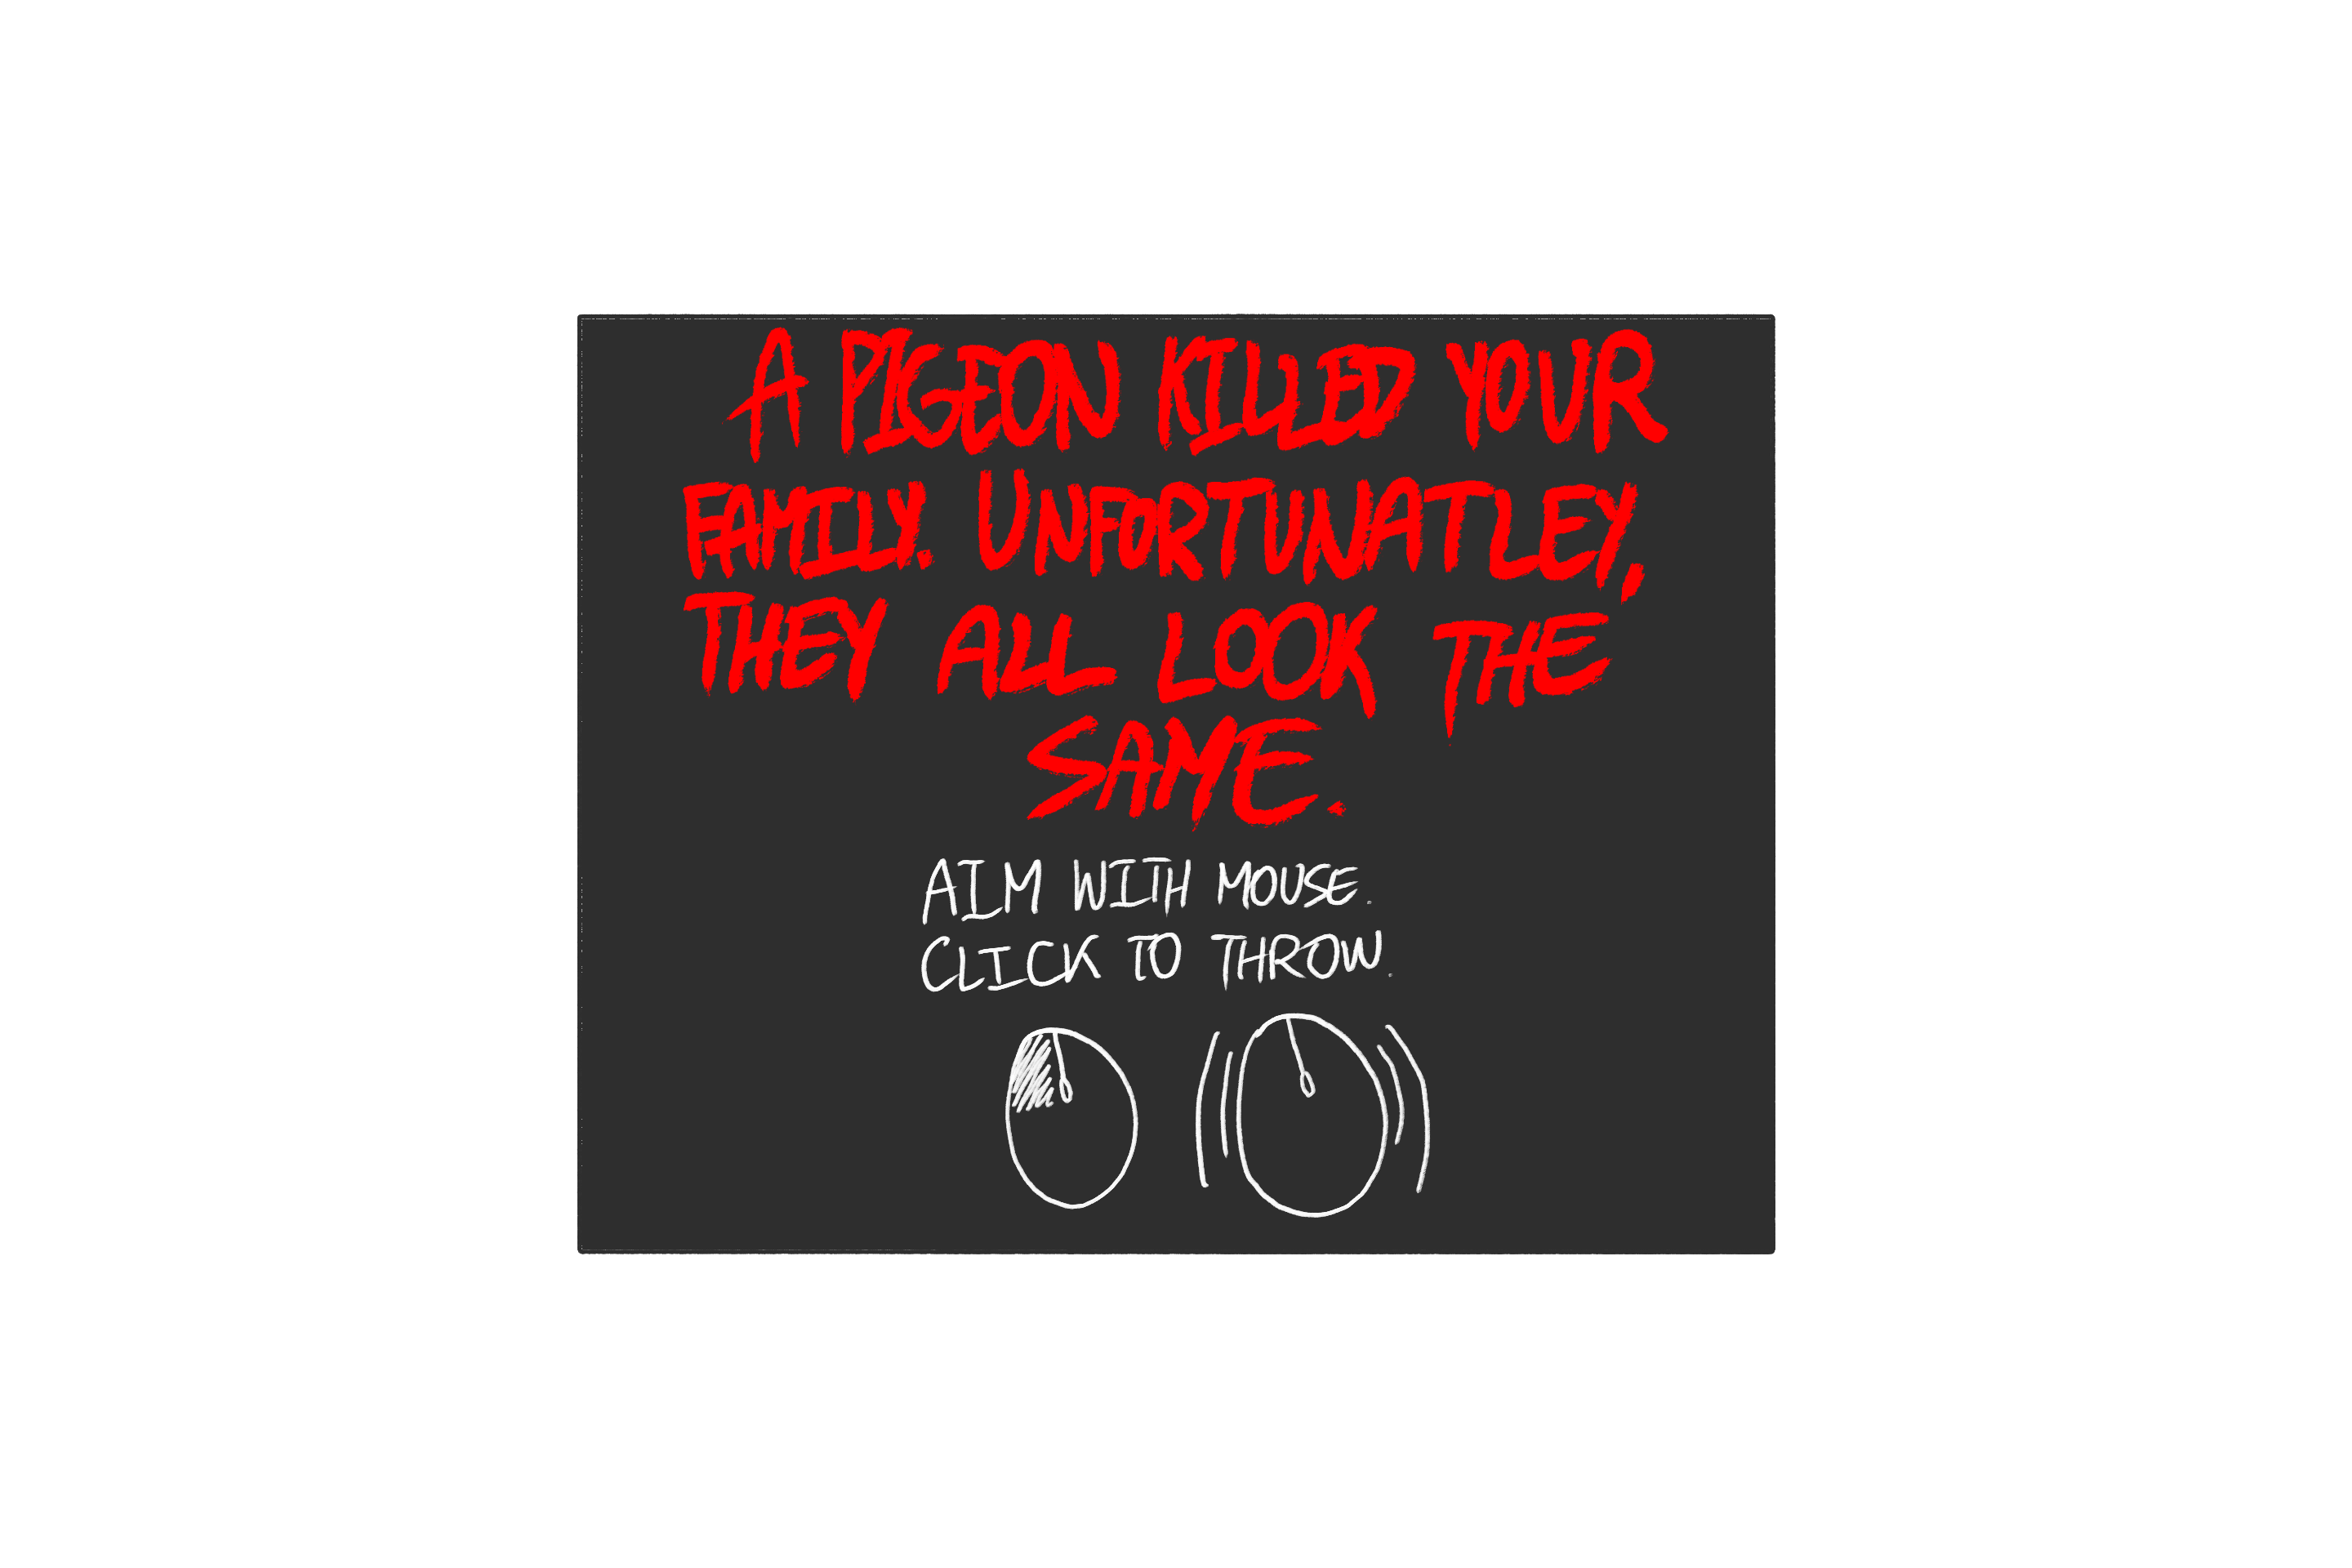 A PIGEON KILLED YOUR
FAMILY. UNFORTUNATLEY,
THEY ALL LOOK THE
SAME.
AIM WITH MOUSE.
CLICK TO THROW.